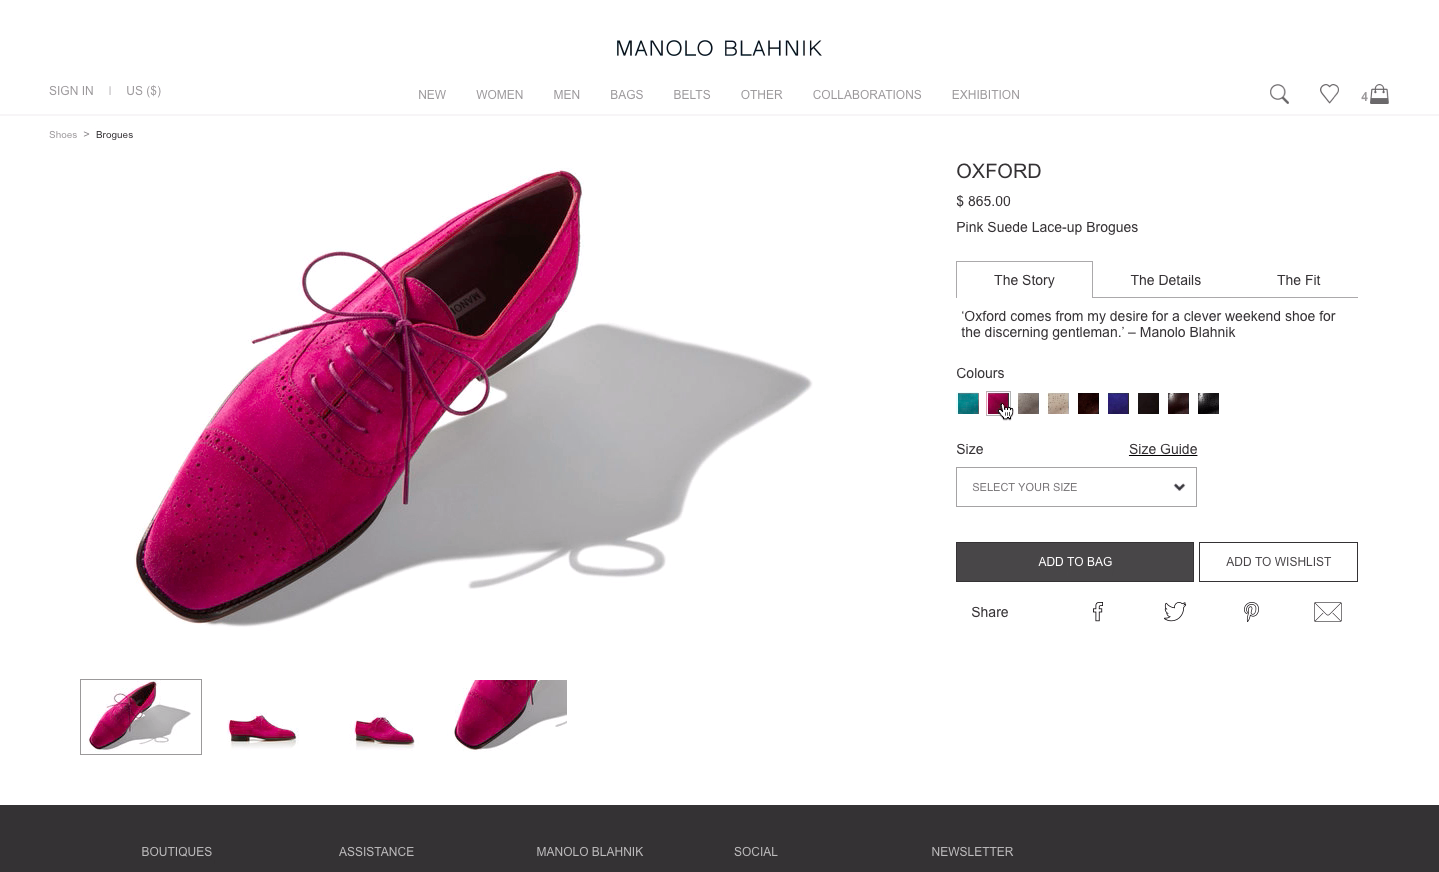 MANOLO BLAHNIK
SIGN IN | US ($)
NEW WOMEN MEN BAGS BELTS OTHER COLLABORATIONS EXHIBITION
4
Shoes > Brogues
OXFORD
$ 865.00
Pink Suede Lace-up Brogues
The Story The Details The Fit
‘Oxford comes from my desire for a clever weekend shoe for
the discerning gentleman.’ – Manolo Blahnik
Colours
Size Size Guide
SELECT YOUR SIZE
ADD TO BAG ADD TO WISHLIST
Share
BOUTIQUES ASSISTANCE MANOLO BLAHNIK SOCIAL NEWSLETTER